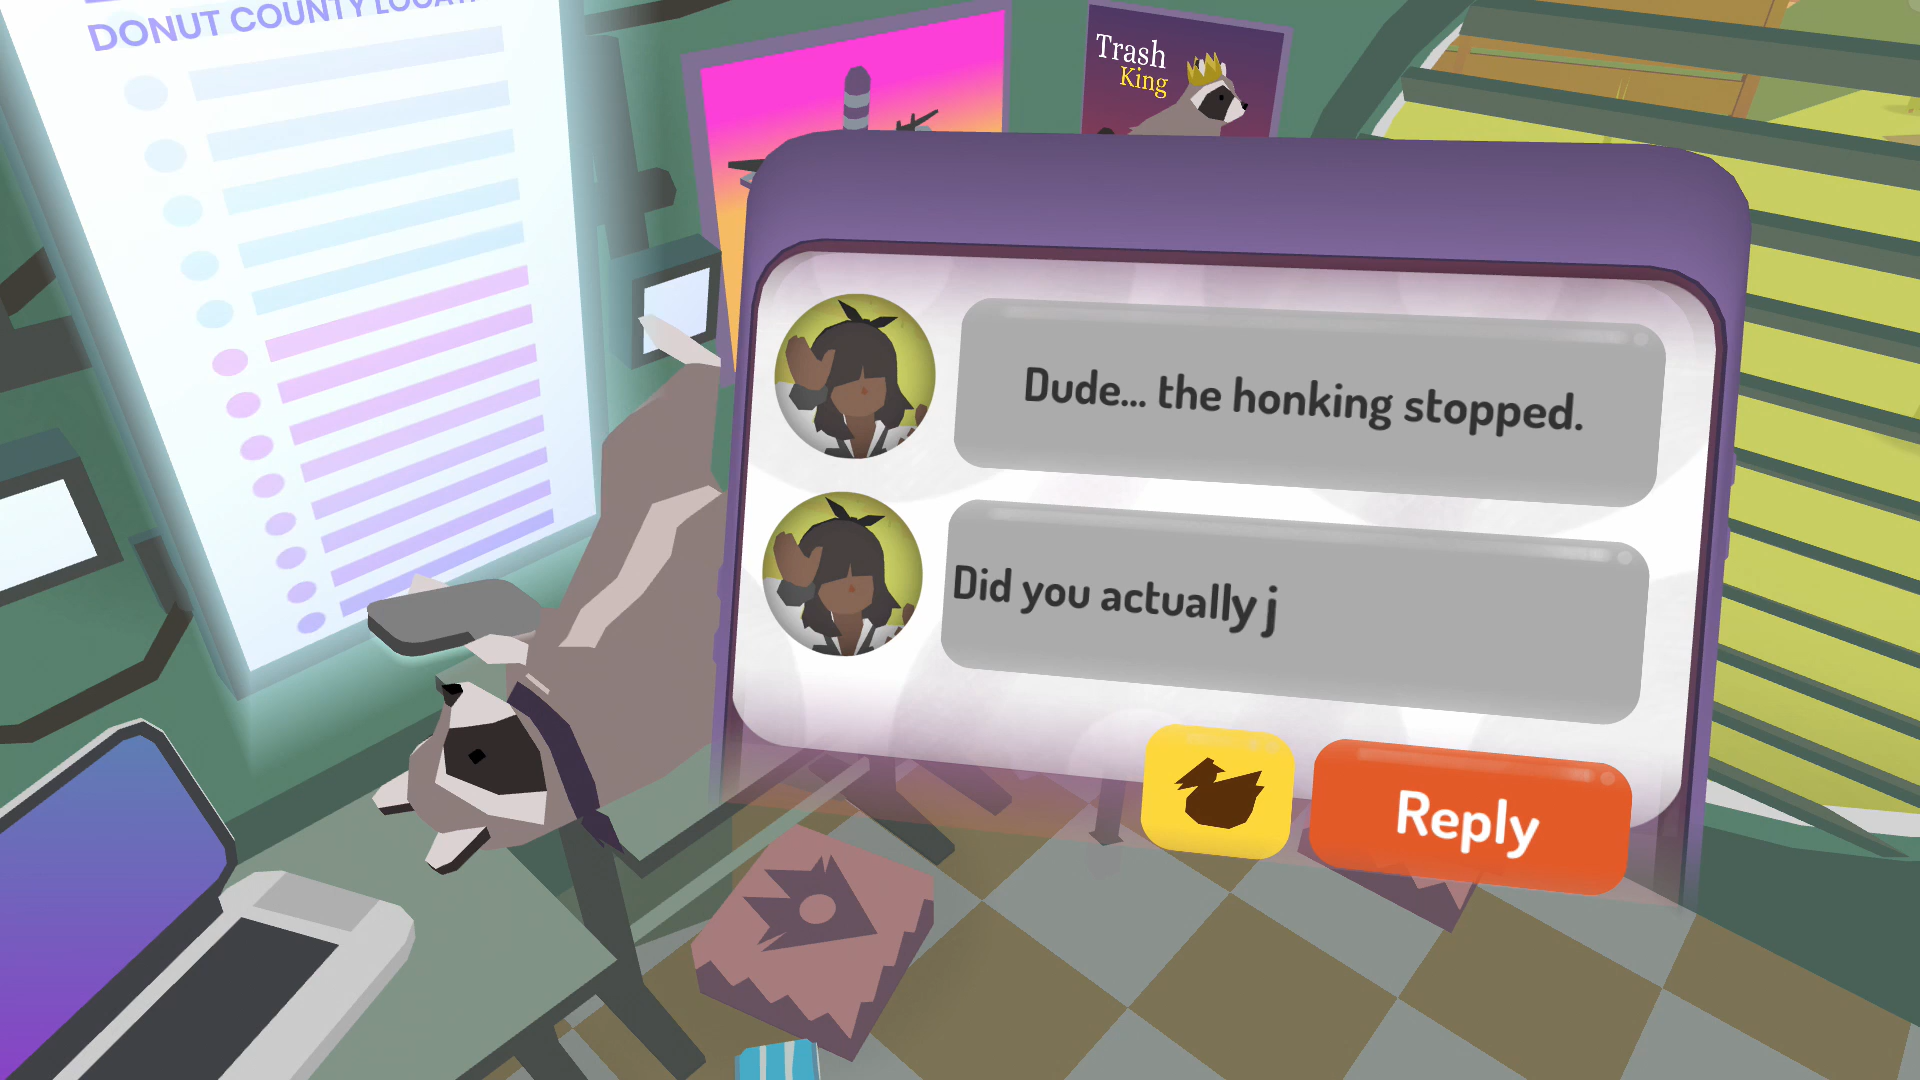 DONUT COUNTY
Trash
King
Dude... the honking stopped.
Did you actually j
Reply